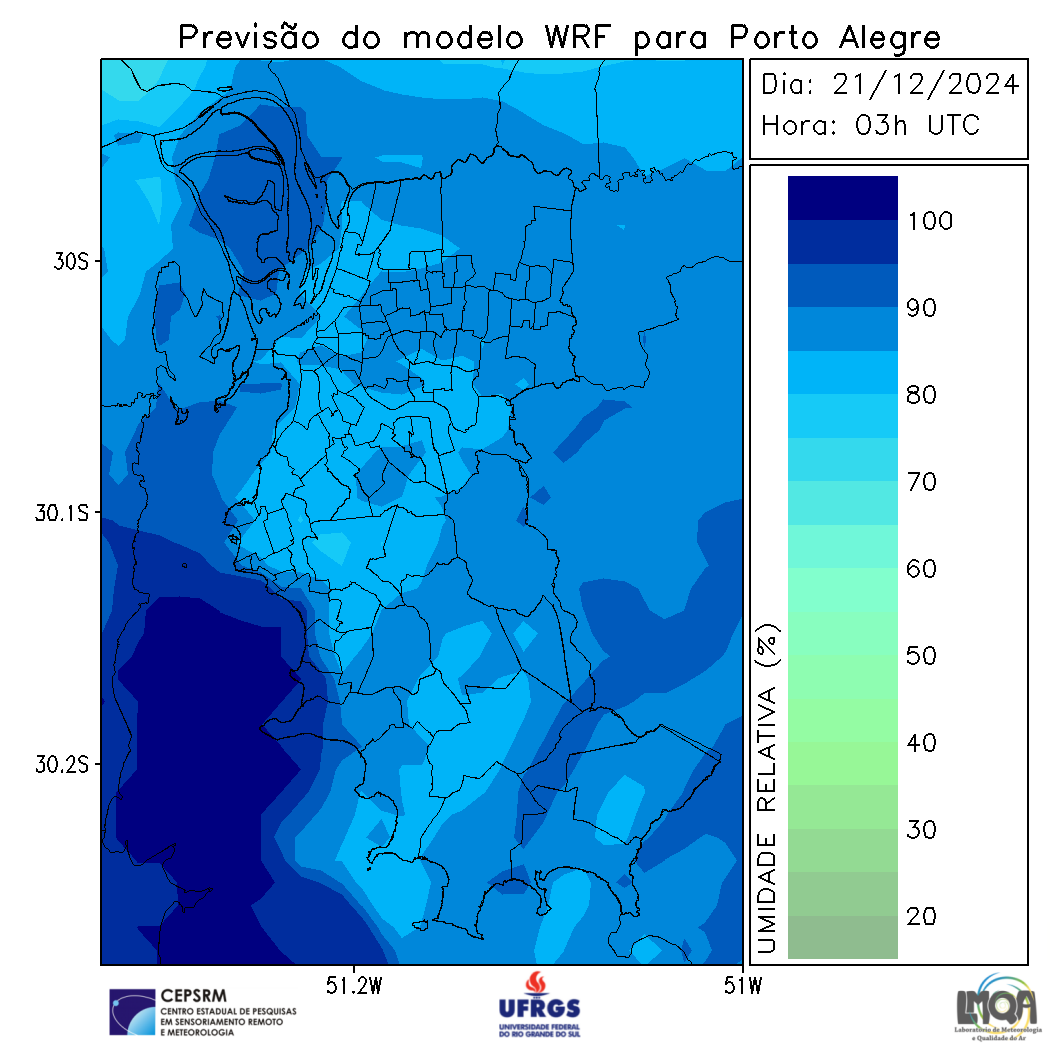 Previsão do modelo WRF para Porto Alegre
Dia: 21/12/2024
Hora: 03h UTC
30S
30.1S
30.2S
51.2W
51W
100
90
80
70
60
50
40
30
20
UMIDADE RELATIVA (%)
CEPSRM
CENTRO ESTADUAL DE PESQUISAS
EM SENSORIAMENTO REMOTO
E METEOROLOGIA
UFRGS
UNIVERSIDADE FEDERAL
DO RIO GRANDE DO SUL
LMQA
Laboratório de Meteorologia
e Qualidade do Ar